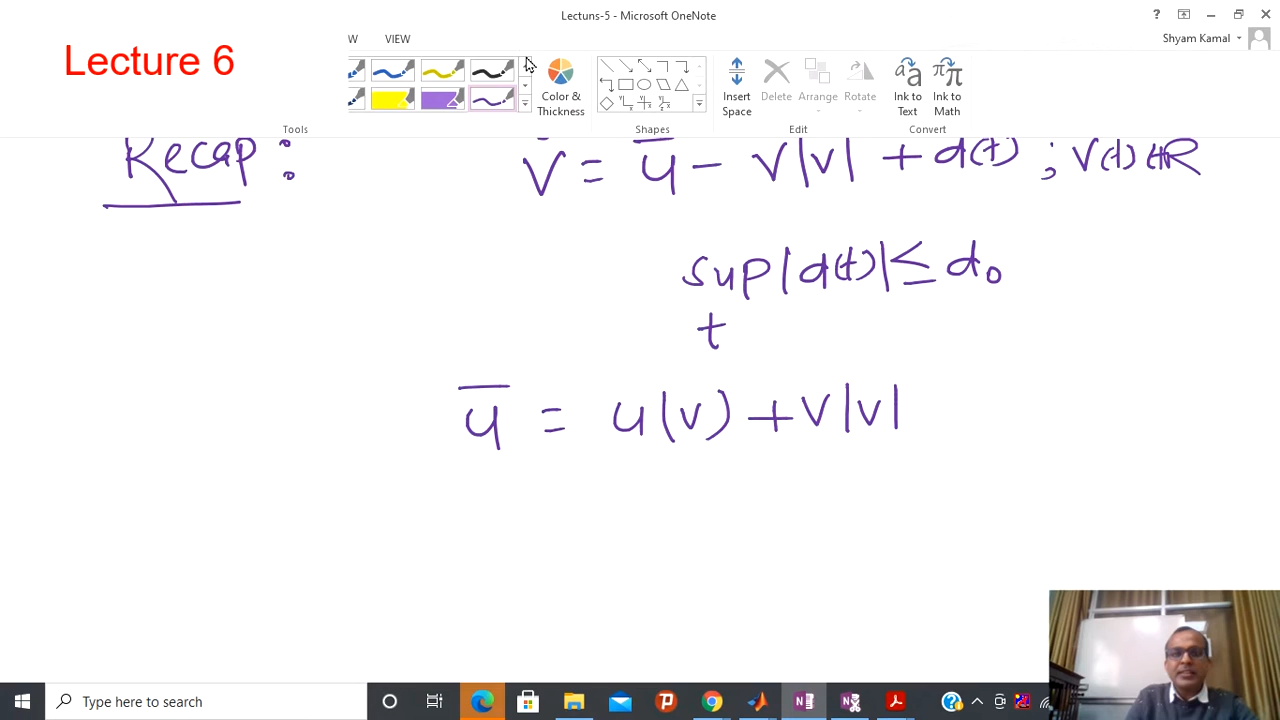 Lectuns-5 - Microsoft OneNote
Lecture 6
W VIEW
Shyam Kamal
Color & Thickness
Insert Space
Delete
Arrange
Rotate
Ink to Text
Ink to Math
Tools
Shapes
Edit
Convert
Recap :
v̇ = ū - v|v| + d(t) ; v(t) ∈ R
sup|d(t)| ≤ d₀
t
ū = u(v) + v|v|
Type here to search